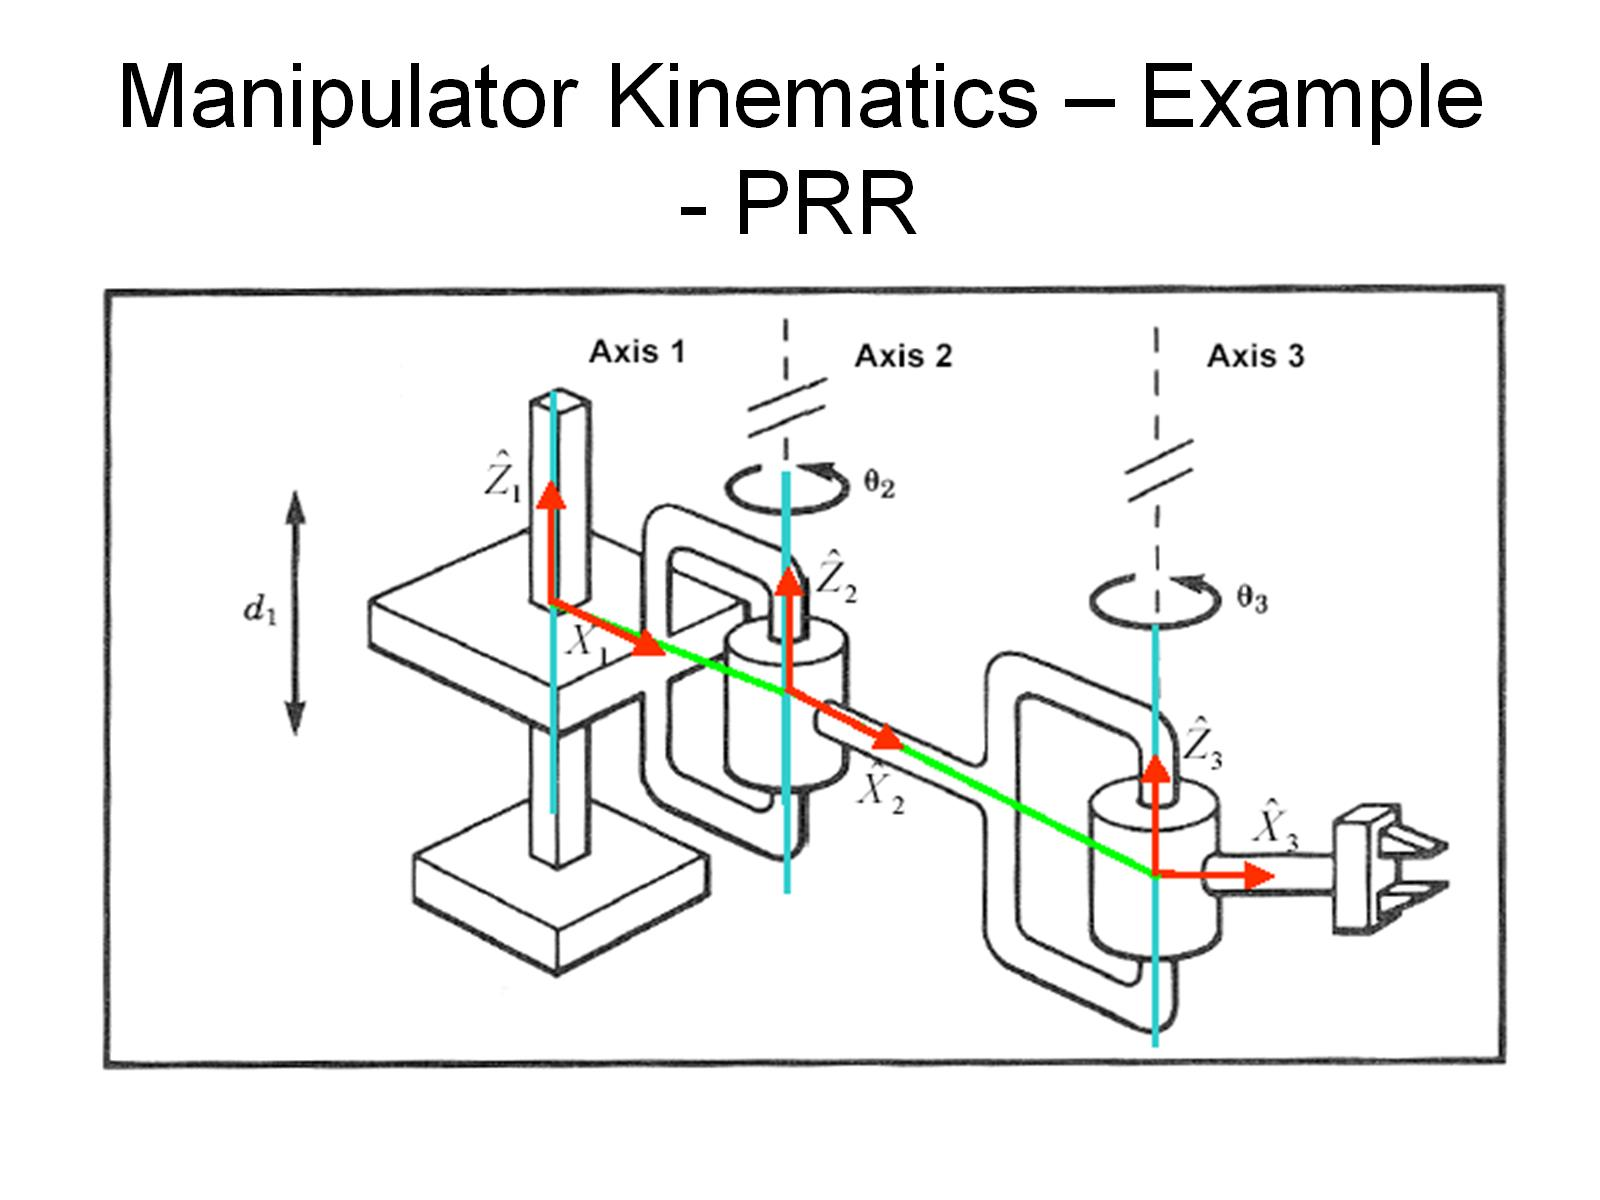 Manipulator Kinematics – Example
- PRR
Axis 1
Axis 2
Axis 3
Ẑ1
θ2
Ẑ2
d1
X1
θ3
X̂2
Ẑ3
X̂3